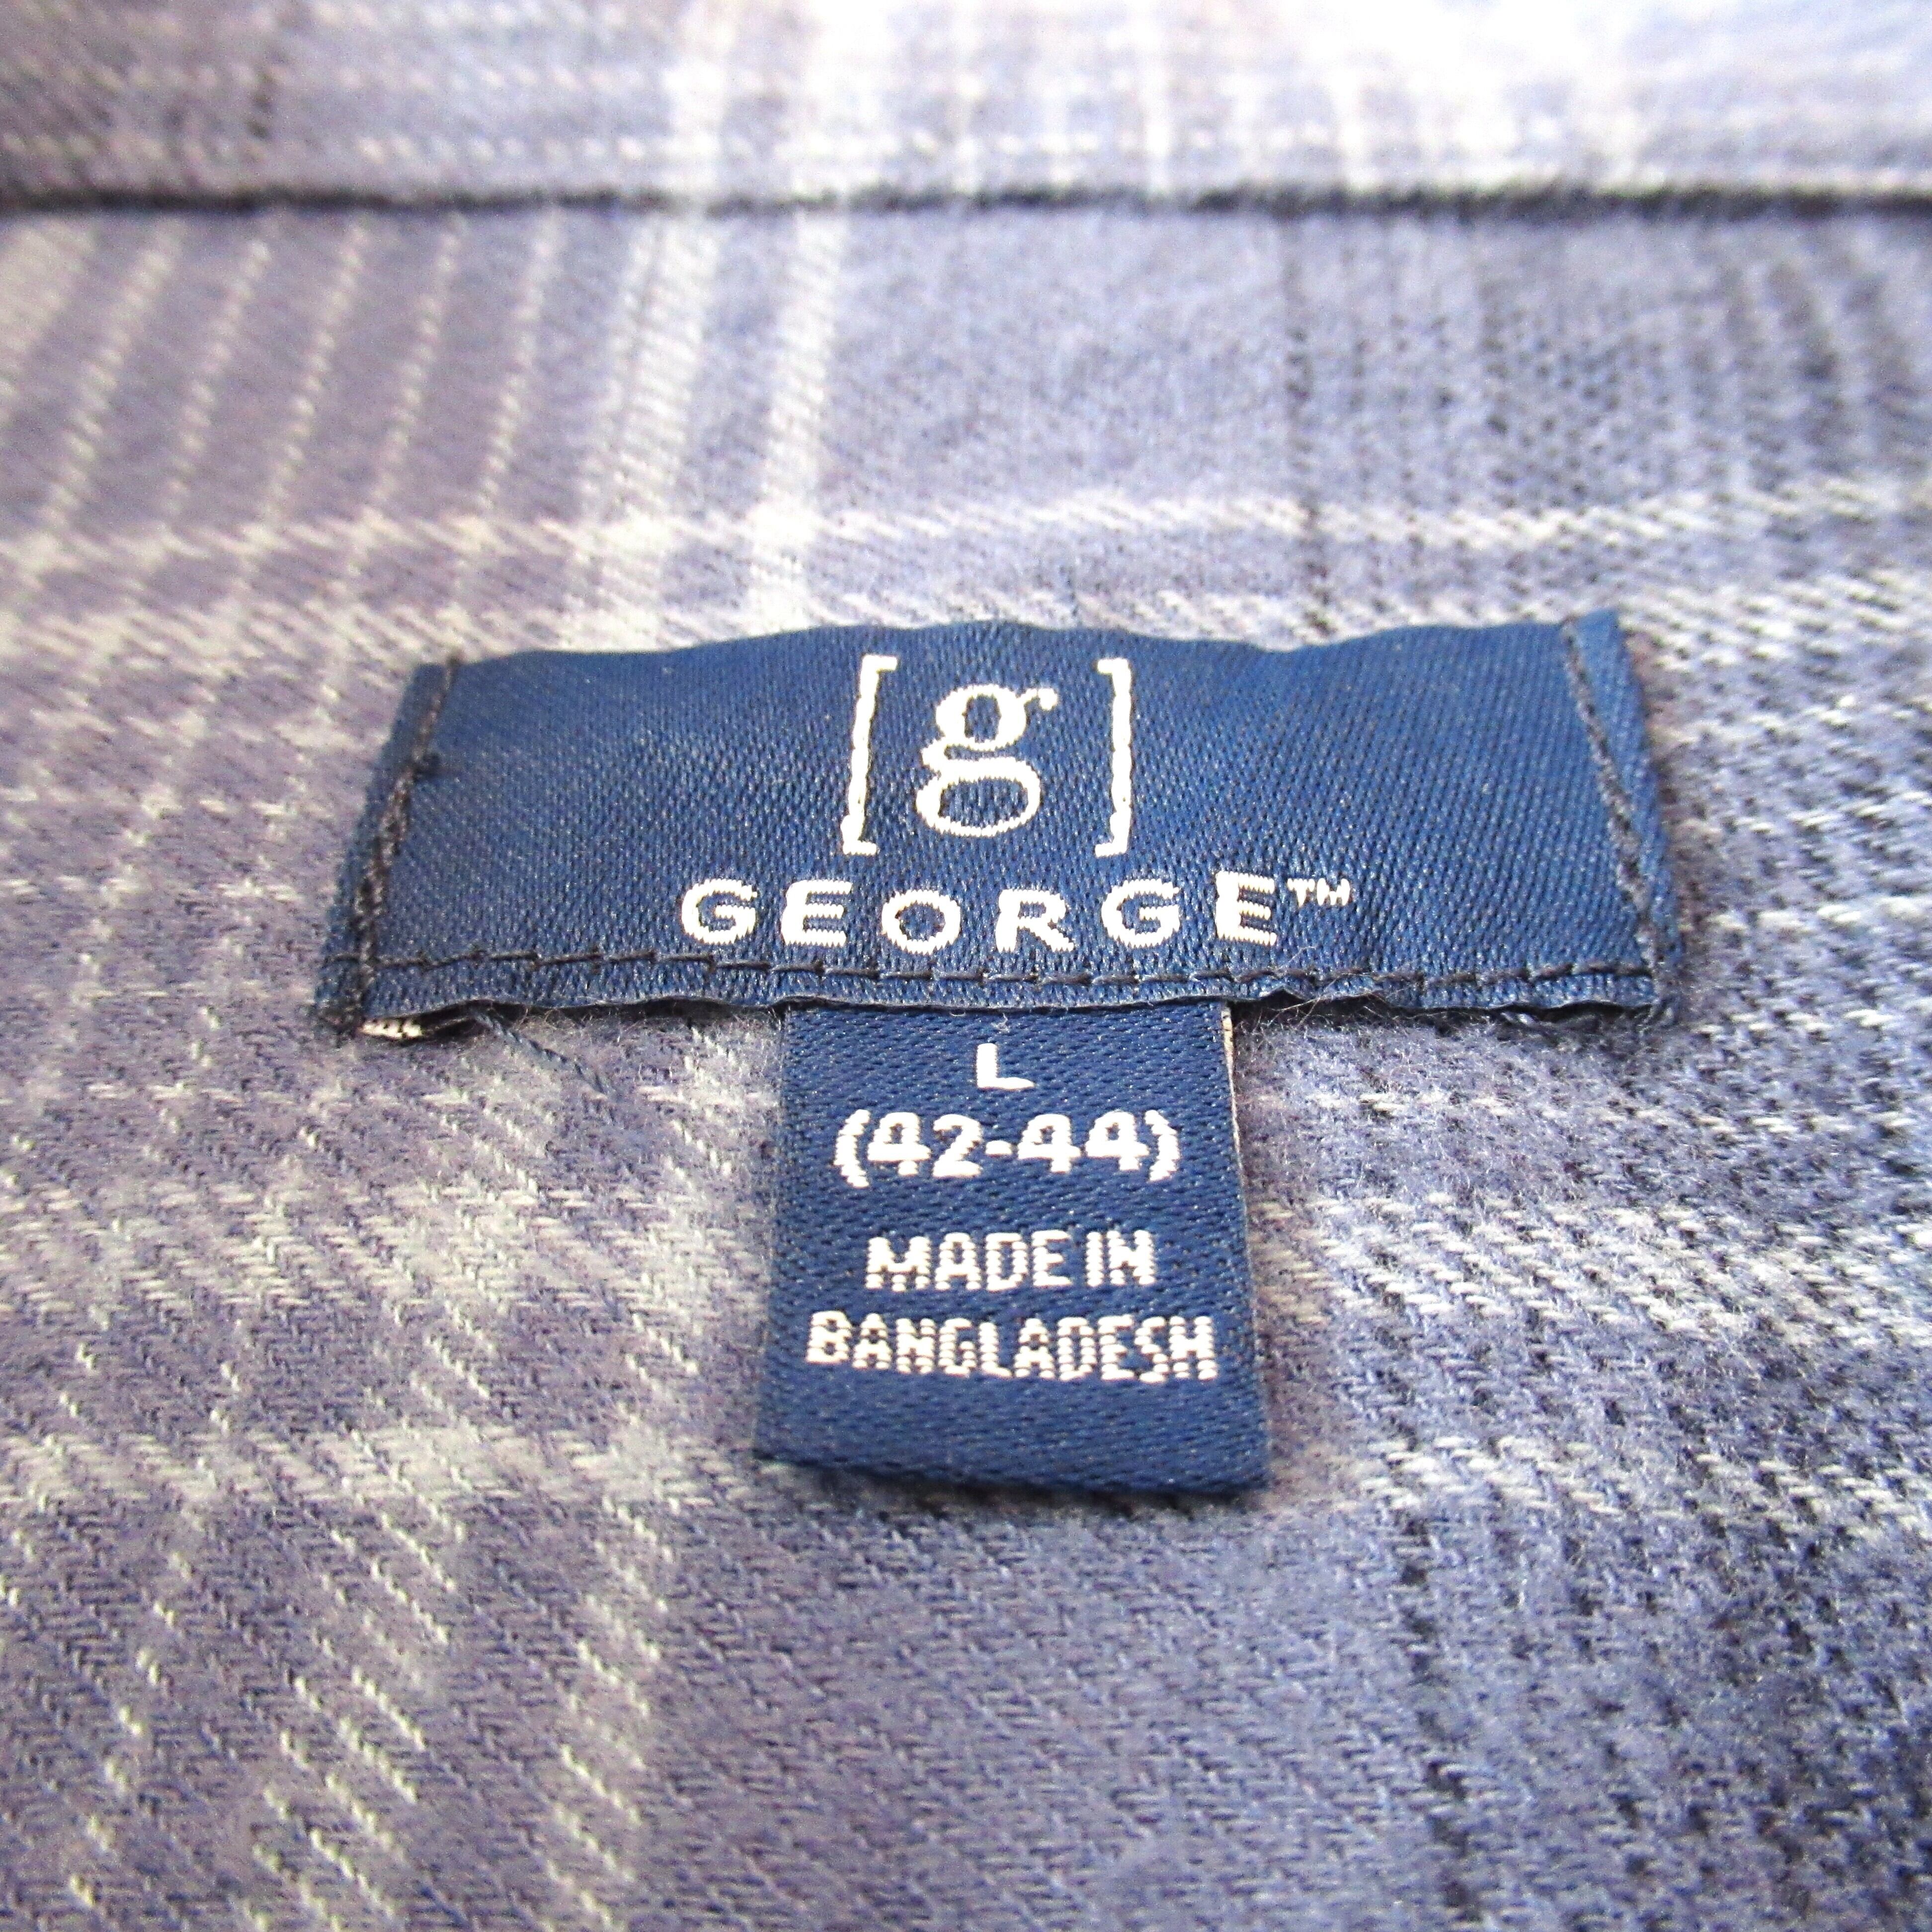 [g]
GEORGE™
L
(42-44)
MADE IN
BANGLADESH